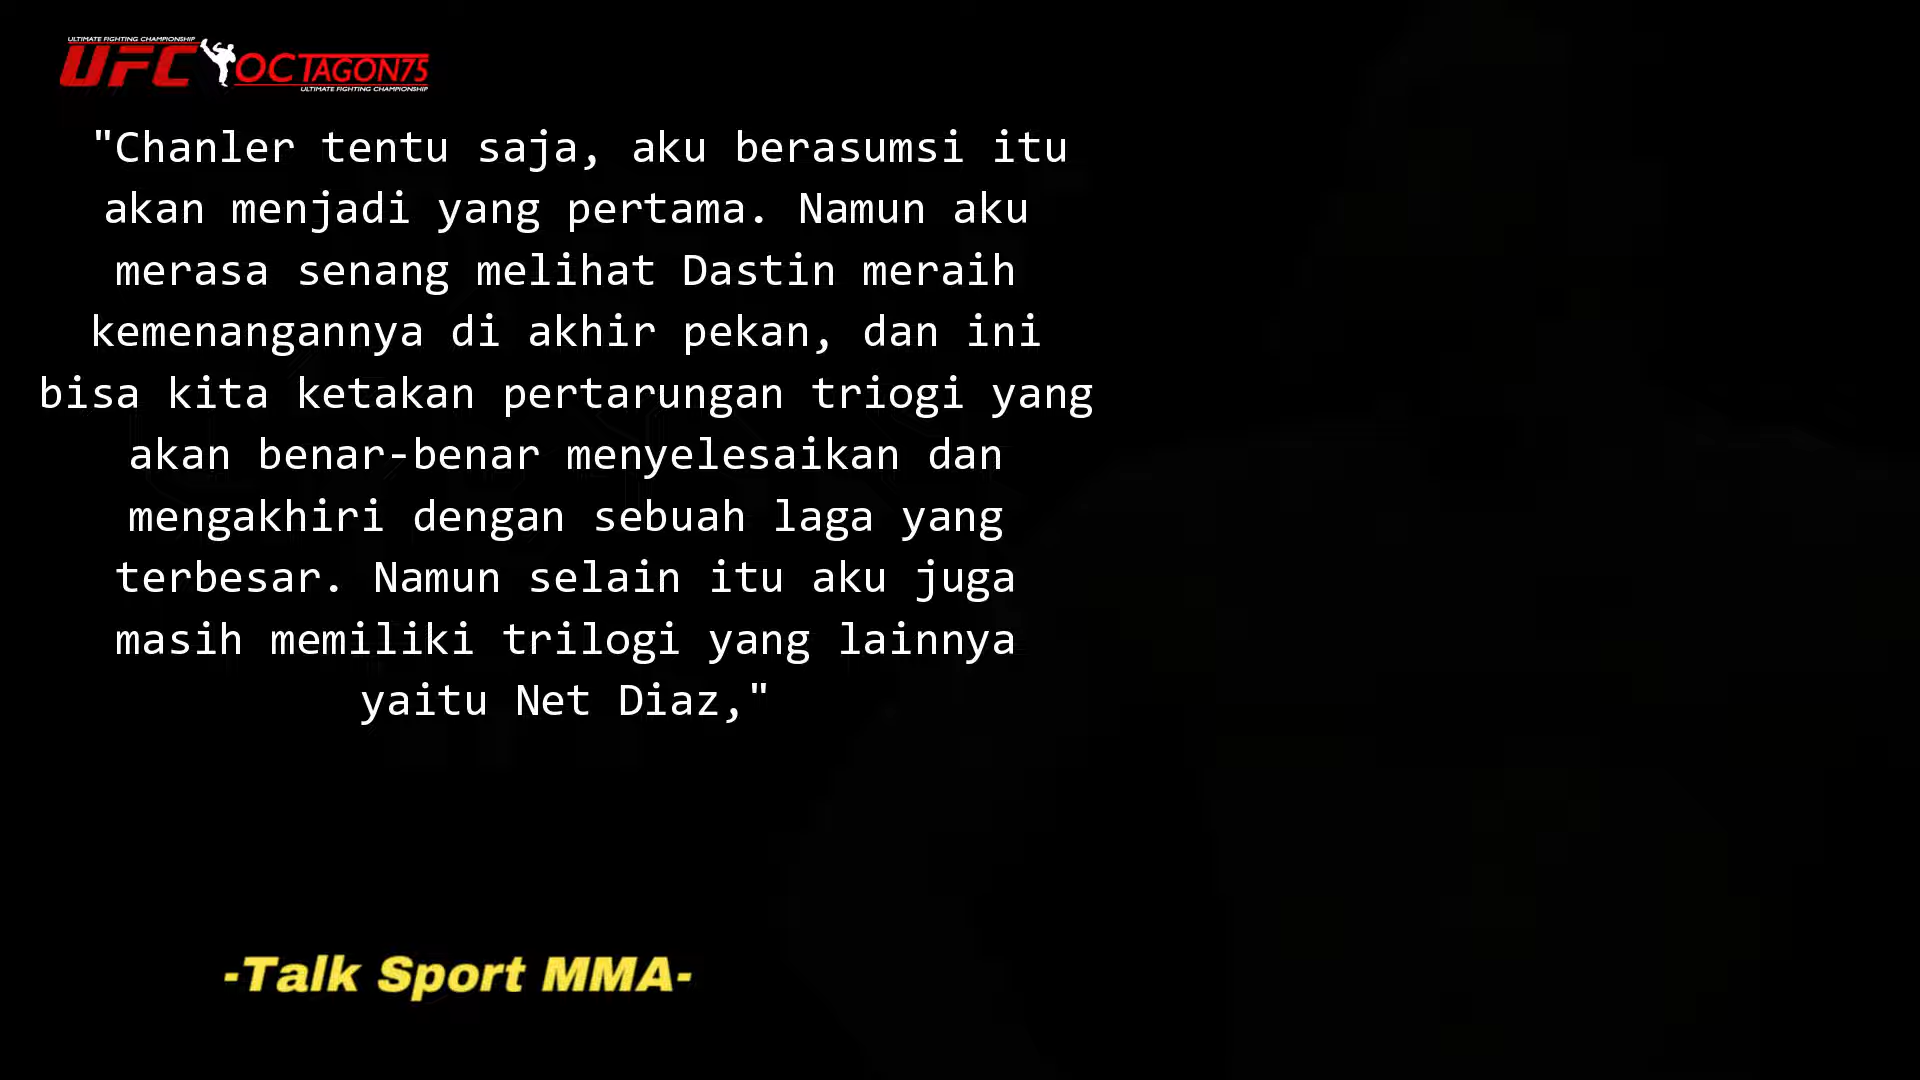 ULTIMATE FIGHTING CHAMPIONSHIP
UFC OCTAGON75
ULTIMATE FIGHTING CHAMPIONSHIP
"Chanler tentu saja, aku berasumsi itu
akan menjadi yang pertama. Namun aku
merasa senang melihat Dastin meraih
kemenangannya di akhir pekan, dan ini
bisa kita ketakan pertarungan triogi yang
akan benar-benar menyelesaikan dan
mengakhiri dengan sebuah laga yang
terbesar. Namun selain itu aku juga
masih memiliki trilogi yang lainnya
yaitu Net Diaz,"
-Talk Sport MMA-